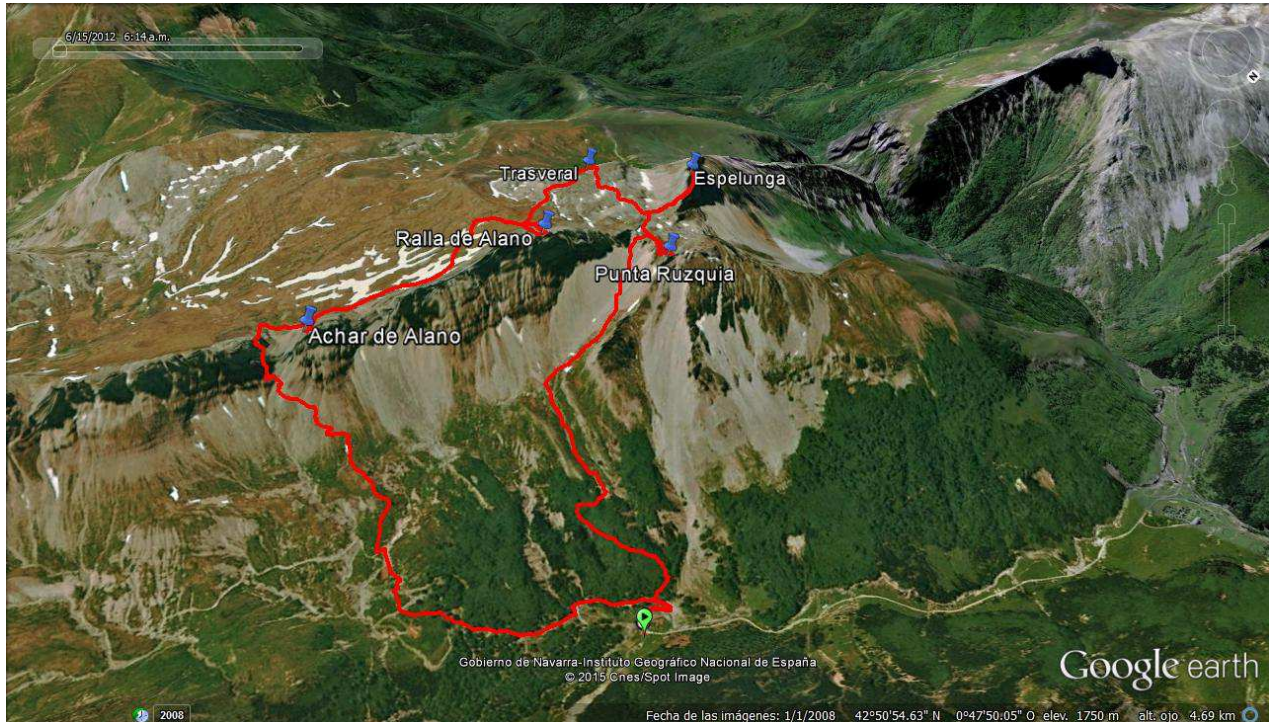 6/15/2012 6:14 a.m.
N
Trasveral
Espelunga
Ralla de Alano
Punta Ruzquia
Achar de Alano
Gobierno de Navarra-Instituto Geográfico Nacional de España
© 2015 Cnes/Spot Image
Google earth
2008
Fecha de las imágenes: 1/1/2008 42°50'54.63" N 0°47'50.05" O elev. 1750 m alt. ojo 4.69 km